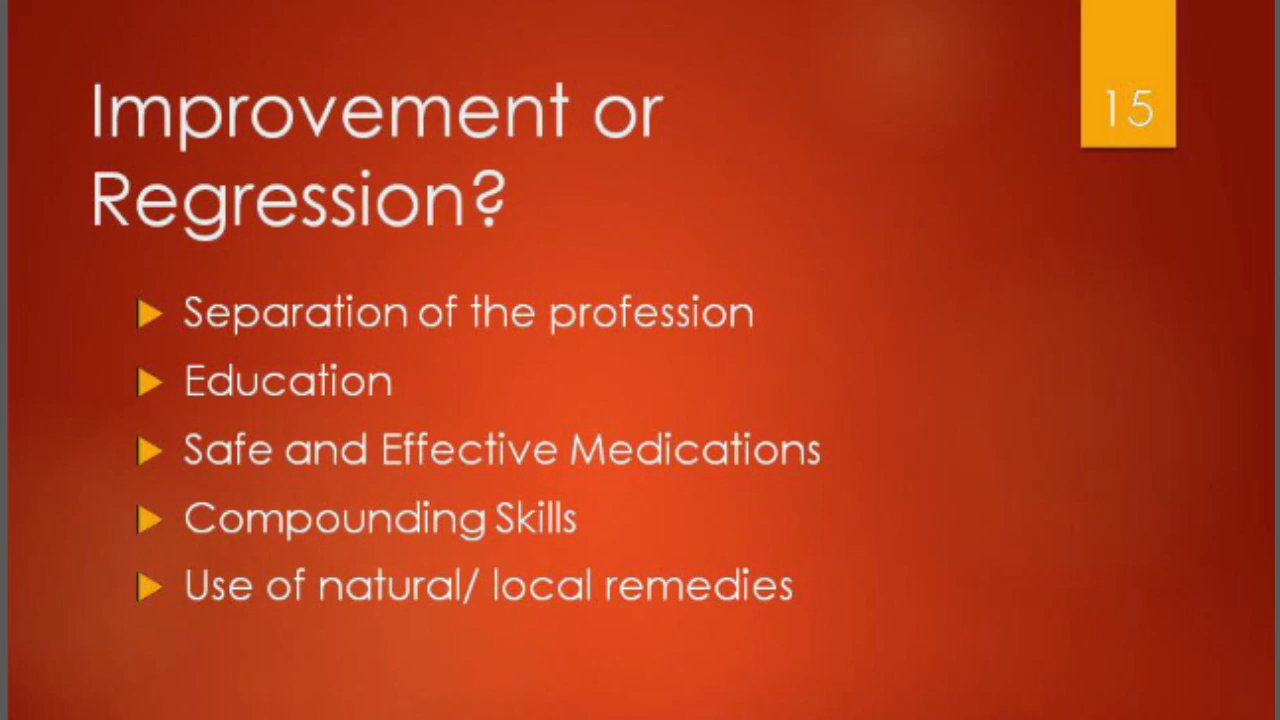 Improvement or
Regression?
15
Separation of the profession
Education
Safe and Effective Medications
Compounding Skills
Use of natural/ local remedies